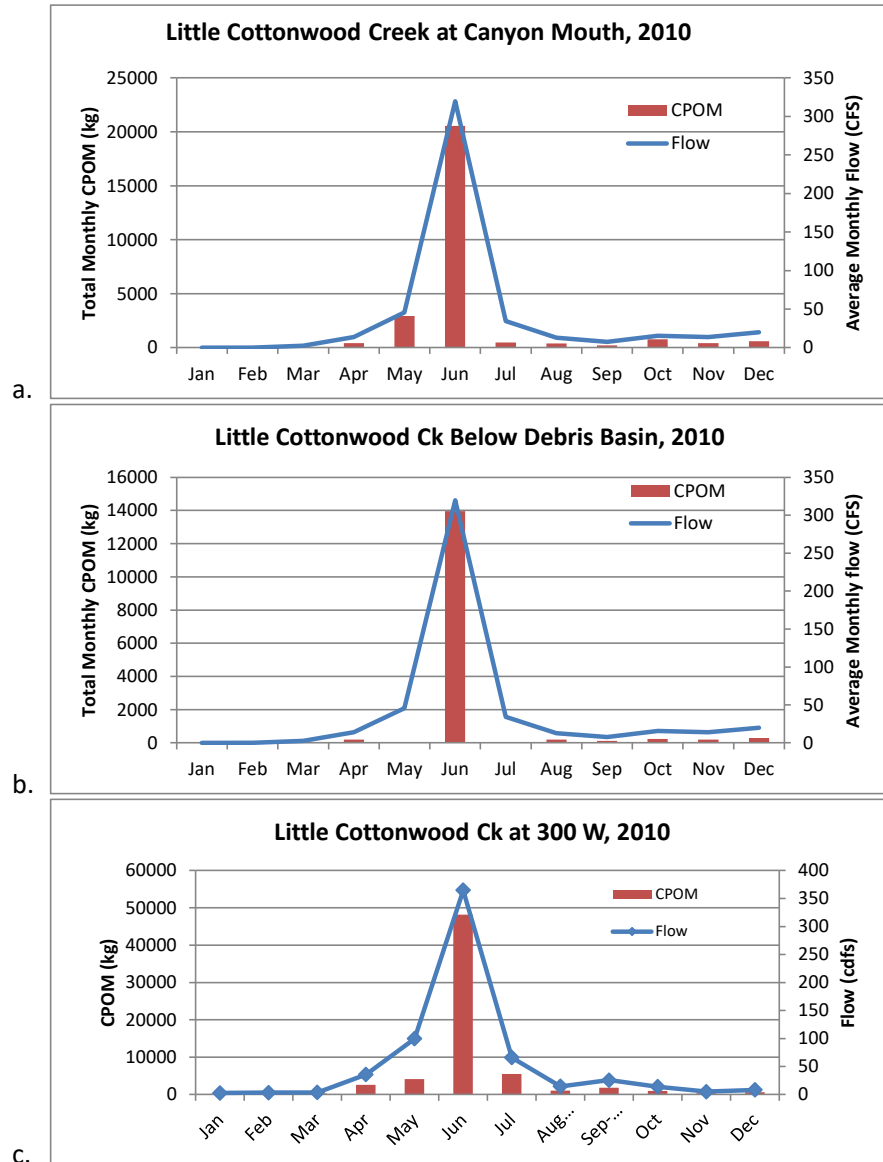 Little Cottonwood Creek at Canyon Mouth, 2010
Total Monthly CPOM (kg)
25000
20000
15000
10000
5000
0
CPOM
Flow
350
300
250
200
150
100
50
0
Average Monthly Flow (CFS)
Jan Feb Mar Apr May Jun Jul Aug Sep Oct Nov Dec
a.
Little Cottonwood Ck Below Debris Basin, 2010
Total Monthly CPOM (kg)
16000
14000
12000
10000
8000
6000
4000
2000
0
CPOM
Flow
350
300
250
200
150
100
50
0
Average Monthly flow (CFS)
Jan Feb Mar Apr May Jun Jul Aug Sep Oct Nov Dec
b.
Little Cottonwood Ck at 300 W, 2010
CPOM (kg)
60000
50000
40000
30000
20000
10000
0
CPOM
Flow
400
350
300
250
200
150
100
50
0
Flow (cdfs)
Jan Feb Mar Apr May Jun Jul Aug... Sep-... Oct Nov Dec
c.